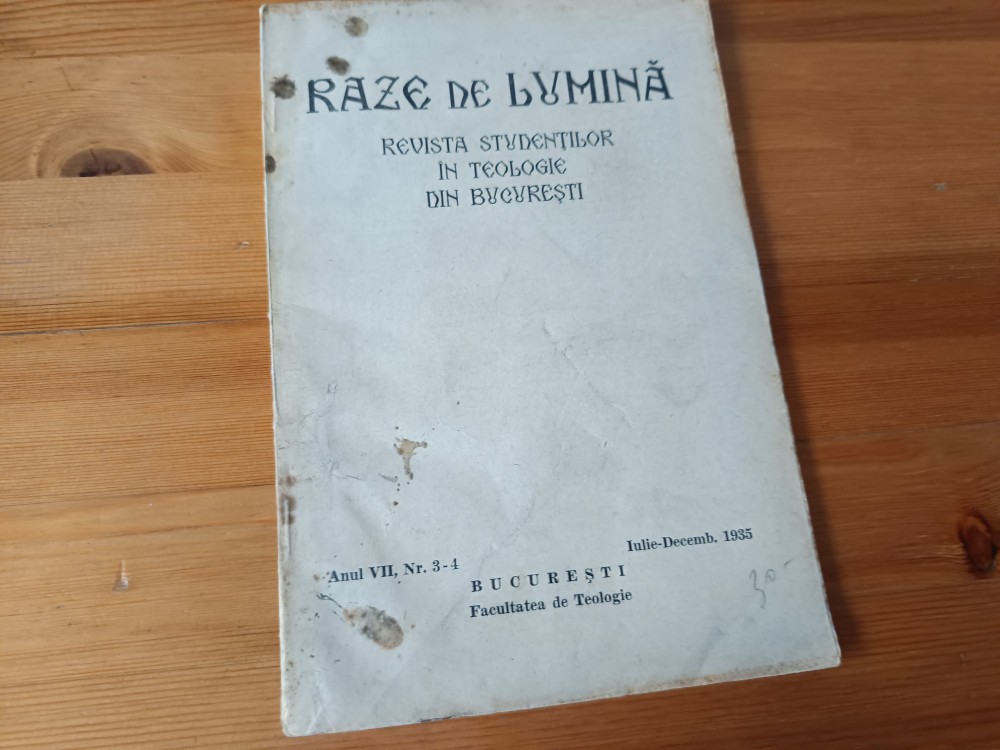 RAZE DE LUMINĂ
REVISTA STUDENȚILOR
ÎN TEOLOGIE
DIN BUCUREȘTI
Anul VII, Nr. 3-4
Iulie-Decemb. 1935
BUCUREȘTI
Facultatea de Teologie
30-